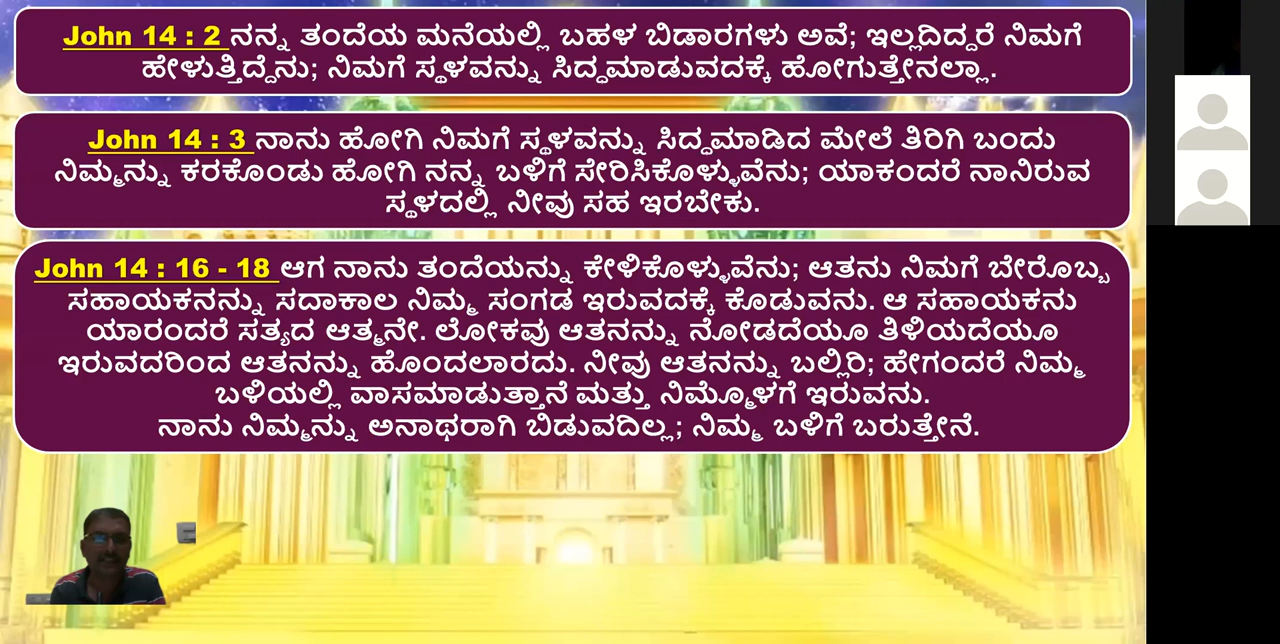 John 14 : 2 ನನ್ನ ತಂದೆಯ ಮನೆಯಲ್ಲಿ ಬಹಳ ಬಿಡಾರಗಳು ಅವೆ; ಇಲ್ಲದಿದ್ದರೆ ನಿಮಗೆ
ಹೇಳುತ್ತಿದ್ದೆನು; ನಿಮಗೆ ಸ್ಥಳವನ್ನು ಸಿದ್ಧಮಾಡುವದಕ್ಕೆ ಹೋಗುತ್ತೇನಲ್ಲಾ.
John 14 : 3 ನಾನು ಹೋಗಿ ನಿಮಗೆ ಸ್ಥಳವನ್ನು ಸಿದ್ಧಮಾಡಿದ ಮೇಲೆ ತಿರಿಗಿ ಬಂದು
ನಿಮ್ಮನ್ನು ಕರಕೊಂಡು ಹೋಗಿ ನನ್ನ ಬಳಿಗೆ ಸೇರಿಸಿಕೊಳ್ಳುವೆನು; ಯಾಕಂದರೆ ನಾನಿರುವ
ಸ್ಥಳದಲ್ಲಿ ನೀವು ಸಹ ಇರಬೇಕು.
John 14 : 16 - 18 ಆಗ ನಾನು ತಂದೆಯನ್ನು ಕೇಳಿಕೊಳ್ಳುವೆನು; ಆತನು ನಿಮಗೆ ಬೇರೊಬ್ಬ
ಸಹಾಯಕನನ್ನು ಸದಾಕಾಲ ನಿಮ್ಮ ಸಂಗಡ ಇರುವದಕ್ಕೆ ಕೊಡುವನು. ಆ ಸಹಾಯಕನು
ಯಾರಂದರೆ ಸತ್ಯದ ಆತ್ಮನೇ. ಲೋಕವು ಆತನನ್ನು ನೋಡದೆಯೂ ತಿಳಿಯದೆಯೂ
ಇರುವದರಿಂದ ಆತನನ್ನು ಹೊಂದಲಾರದು. ನೀವು ಆತನನ್ನು ಬಲ್ಲಿರಿ; ಹೇಗಂದರೆ ನಿಮ್ಮ
ಬಳಿಯಲ್ಲಿ ವಾಸಮಾಡುತ್ತಾನೆ ಮತ್ತು ನಿಮ್ಮೊಳಗೆ ಇರುವನು.
ನಾನು ನಿಮ್ಮನ್ನು ಅನಾಥರಾಗಿ ಬಿಡುವದಿಲ್ಲ; ನಿಮ್ಮ ಬಳಿಗೆ ಬರುತ್ತೇನೆ.